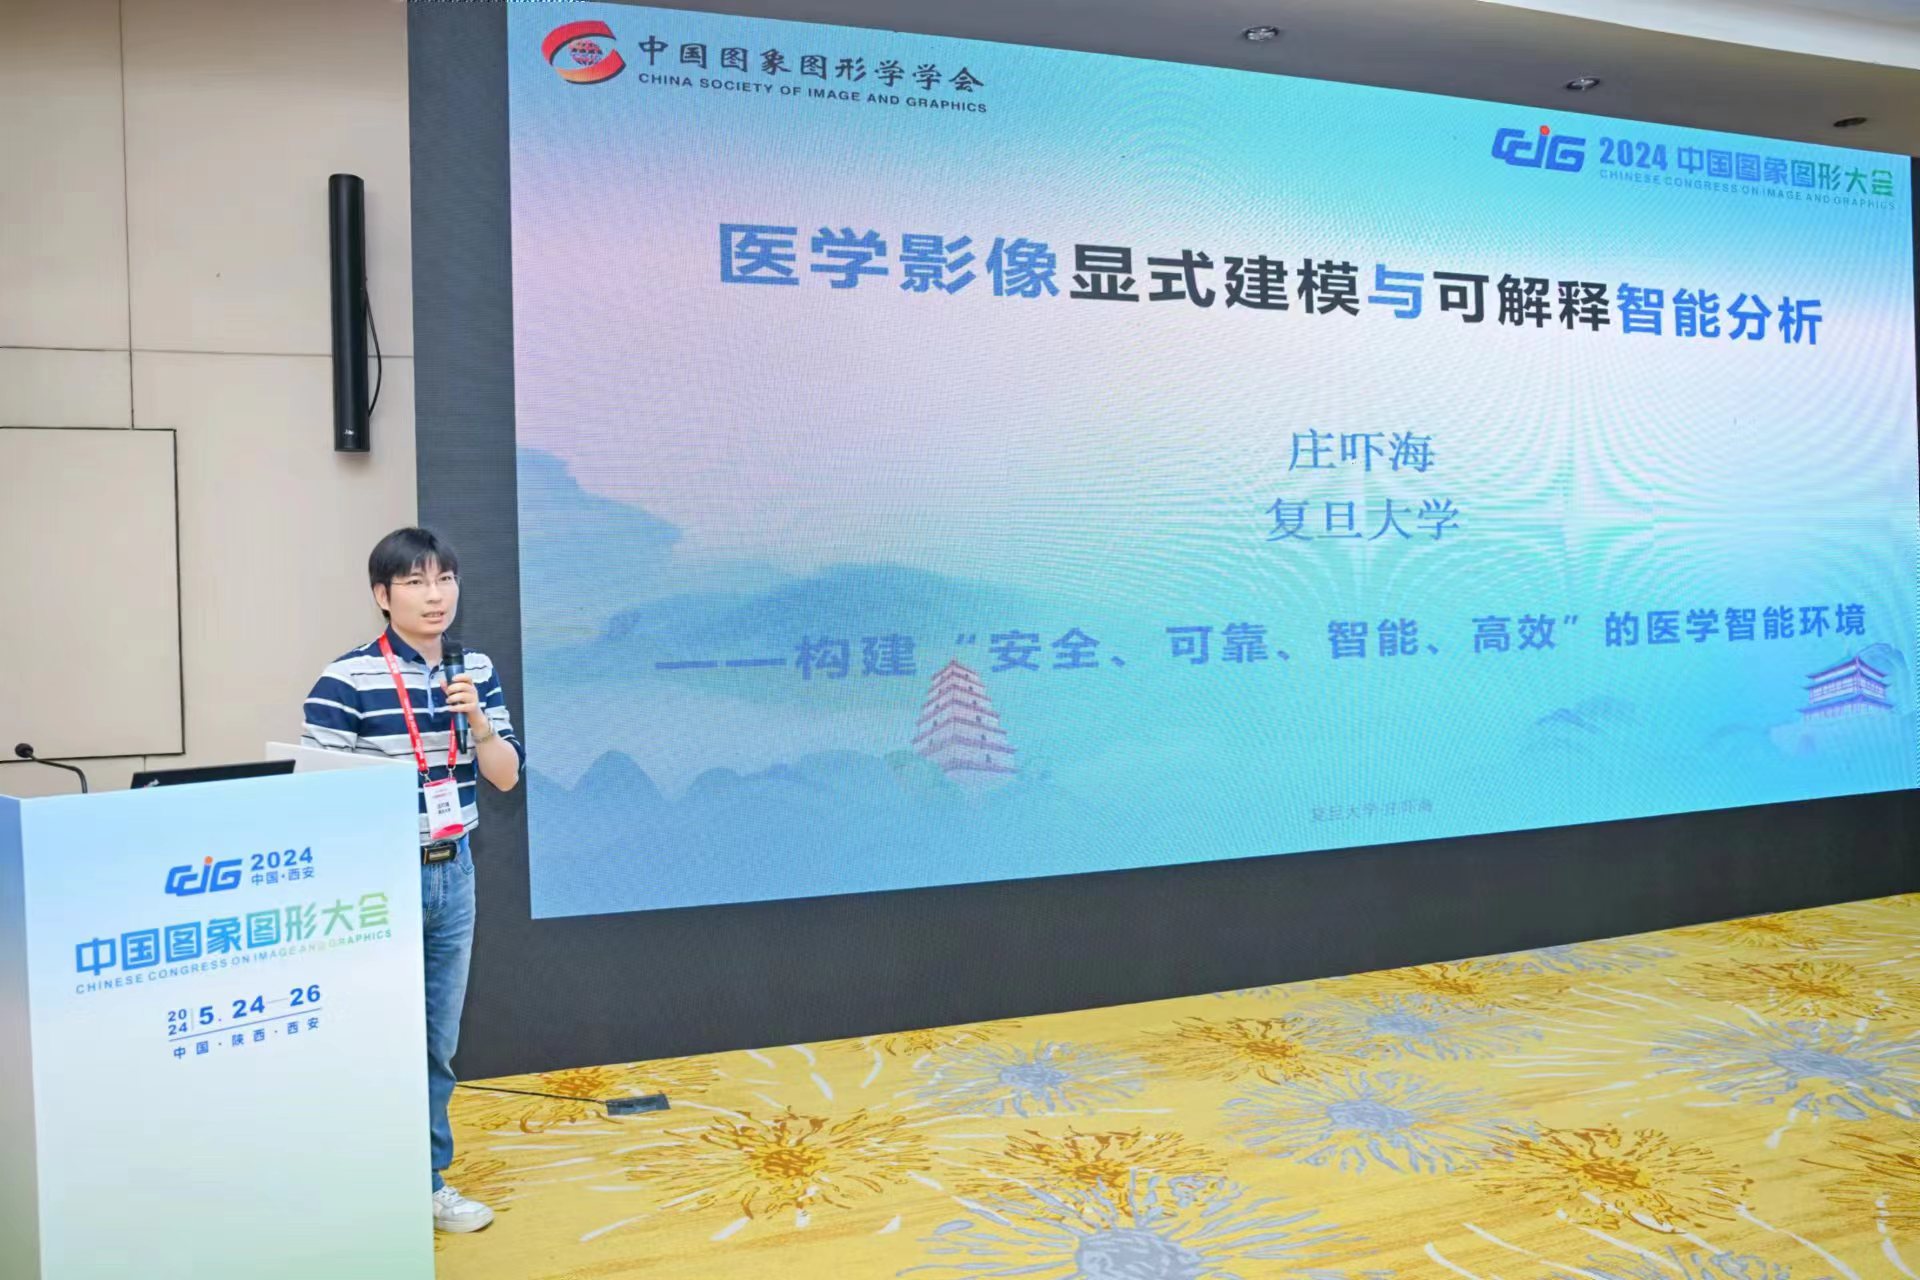 中国图象图形学学会
CHINA SOCIETY OF IMAGE AND GRAPHICS
CCIG 2024 中国图象图形大会
CHINESE CONGRESS ON IMAGE AND GRAPHICS
医学影像显式建模与可解释智能分析
庄吓海
复旦大学
——构建“安全、可靠、智能、高效”的医学智能环境
复旦大学 庄吓海
CCIG 2024
中国·西安
中国图象图形大会
CHINESE CONGRESS ON IMAGE AND GRAPHICS
2024 5.24—26
中国·陕西·西安